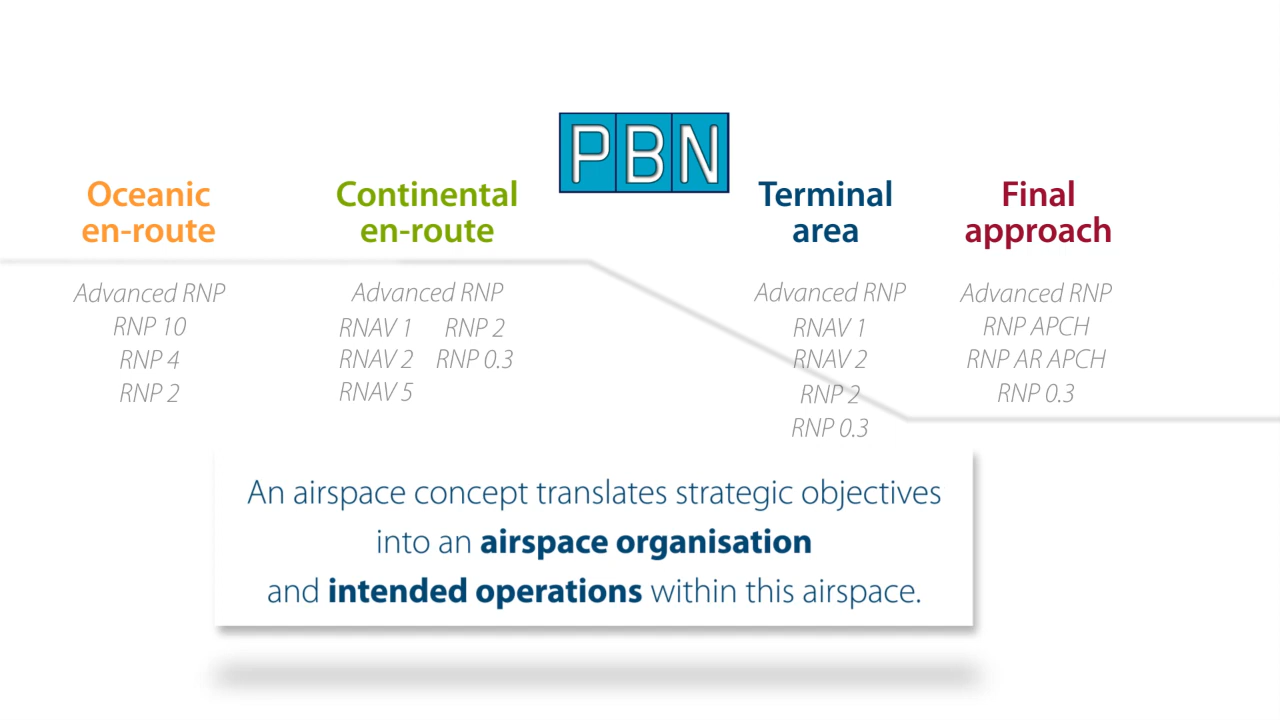 PBN
Oceanic
en-route
Advanced RNP
RNP 10
RNP 4
RNP 2
Continental
en-route
Advanced RNP
RNAV 1 RNP 2
RNAV 2 RNP 0.3
RNAV 5
Terminal
area
Advanced RNP
RNAV 1
RNAV 2
RNP 2
RNP 0.3
Final
approach
Advanced RNP
RNP APCH
RNP AR APCH
RNP 0.3
An airspace concept translates strategic objectives
into an airspace organisation
and intended operations within this airspace.